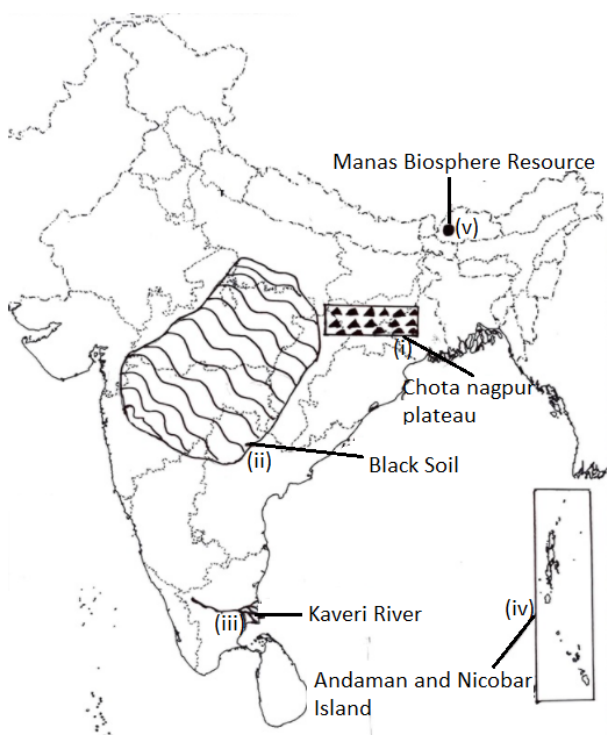 Manas Biosphere Resource
(v)
(i)
Chota nagpur
plateau
(ii)
Black Soil
(iii)
Kaveri River
(iv)
Andaman and Nicobar
Island